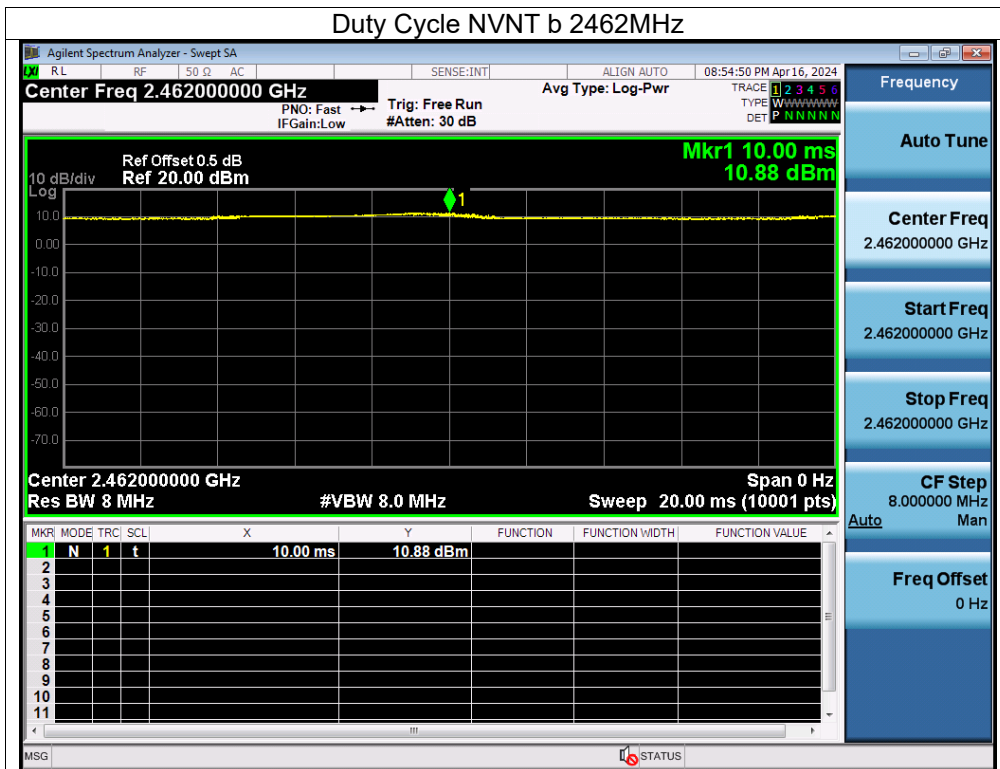 Duty Cycle NVNT b 2462MHz
Agilent Spectrum Analyzer - Swept SA
LXI RL RF 50 Ω AC SENSE:INT ALIGN AUTO 08:54:50 PM Apr 16, 2024
Center Freq 2.462000000 GHz
PNO: Fast
IFGain:Low
Trig: Free Run
#Atten: 30 dB
Avg Type: Log-Pwr
TRACE 1 2 3 4 5 6
TYPE WWWWWW
DET P N N N N N
Mkr1 10.00 ms
10.88 dBm
Ref Offset 0.5 dB
10 dB/div Ref 20.00 dBm
Log
1
10.0
0.00
-10.0
-20.0
-30.0
-40.0
-50.0
-60.0
-70.0
Center 2.462000000 GHz Span 0 Hz
Res BW 8 MHz #VBW 8.0 MHz Sweep 20.00 ms (10001 pts)
MKR MODE TRC SCL X Y FUNCTION FUNCTION WIDTH FUNCTION VALUE
1 N 1 t 10.00 ms 10.88 dBm
2
3
4
5
6
7
8
9
10
11
MSG STATUS
Frequency
Auto Tune
Center Freq
2.462000000 GHz
Start Freq
2.462000000 GHz
Stop Freq
2.462000000 GHz
CF Step
8.000000 MHz
Auto Man
Freq Offset
0 Hz